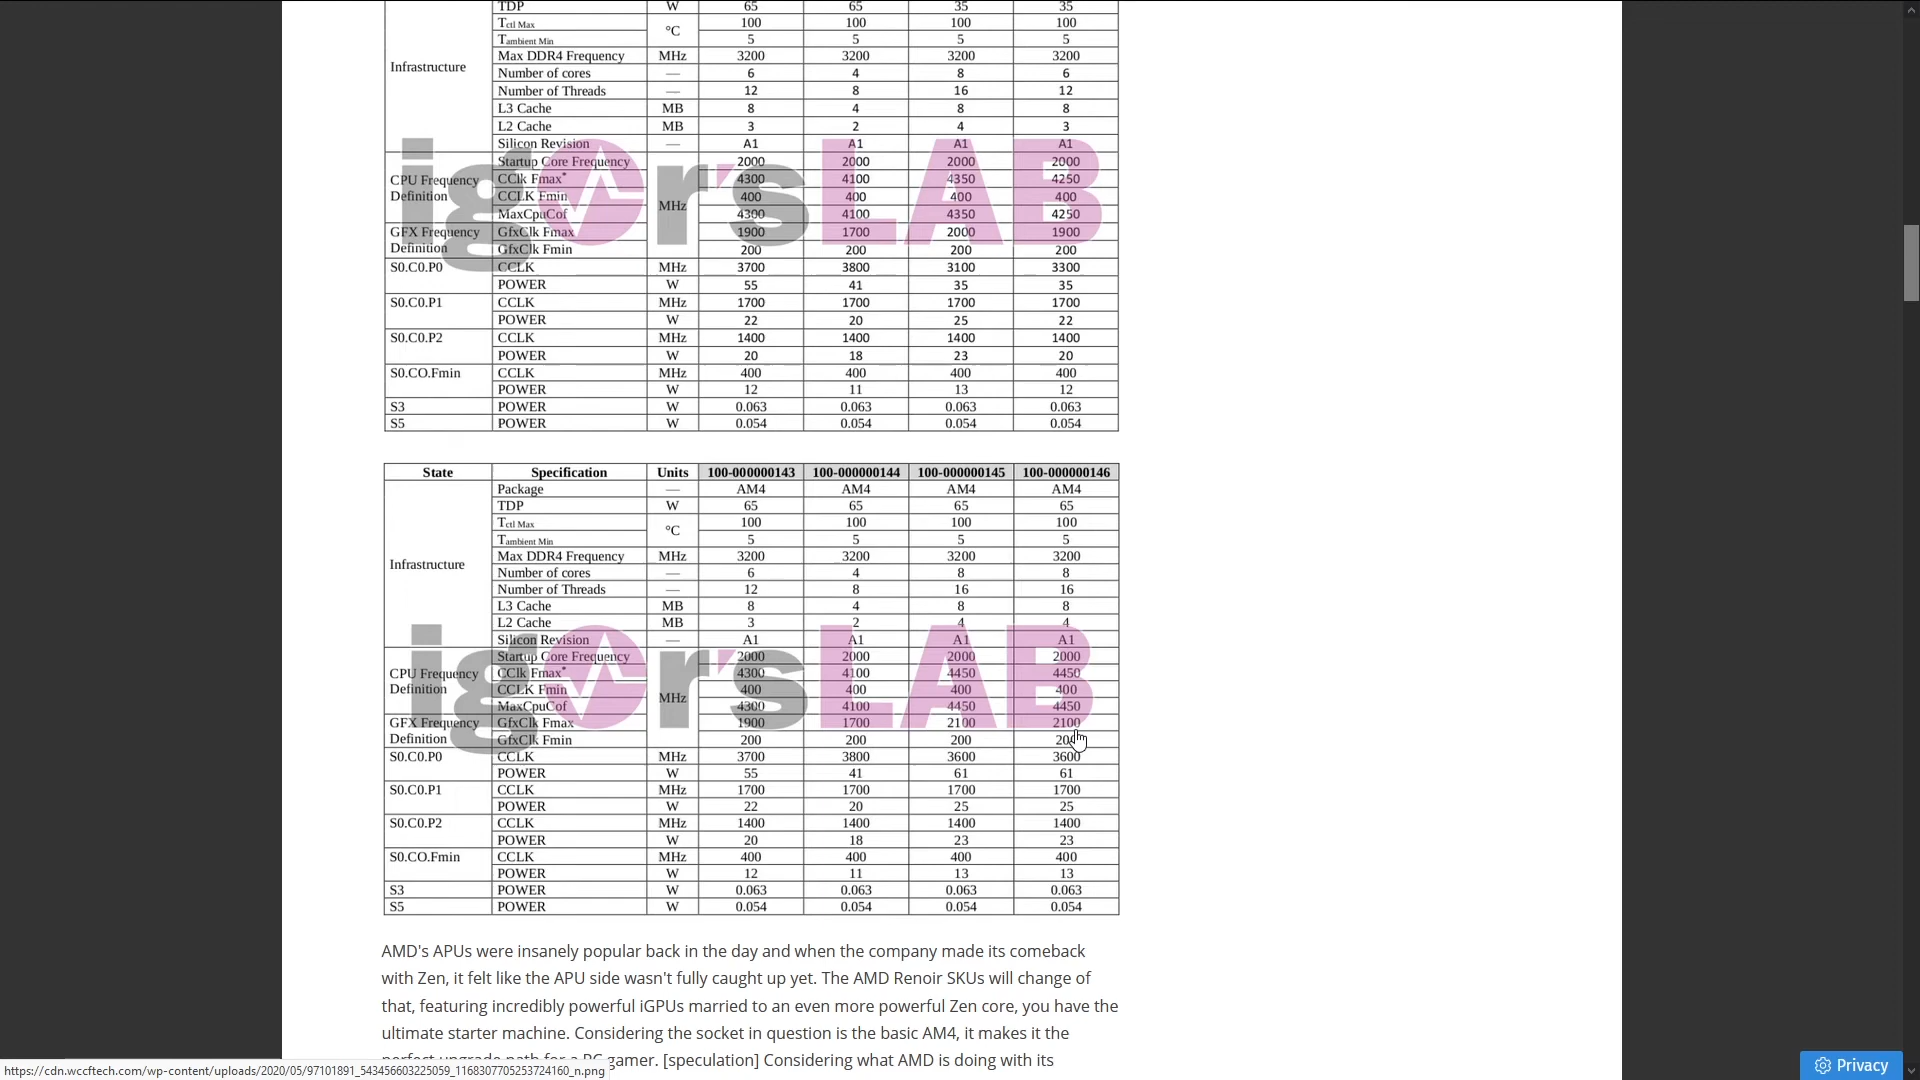 TDP W 65 65 35 35
Tctl Max °C 100 100 100 100
Tambient Min 5 5 5 5
Infrastructure
Max DDR4 Frequency MHz 3200 3200 3200 3200
Number of cores — 6 4 8 6
Number of Threads — 12 8 16 12
L3 Cache MB 8 4 8 8
L2 Cache MB 3 2 4 3
Silicon Revision — A1 A1 A1 A1
CPU Frequency Definition
Startup Core Frequency MHz 2000 2000 2000 2000
CClk Fmax* 4300 4100 4350 4250
CCLK Fmin 400 400 400 400
MaxCpuCof 4300 4100 4350 4250
GFX Frequency Definition
GfxClk Fmax 1900 1700 2000 1900
GfxClk Fmin 200 200 200 200
igor'sLAB
S0.C0.P0 CCLK MHz 3700 3800 3100 3300
POWER W 55 41 35 35
S0.C0.P1 CCLK MHz 1700 1700 1700 1700
POWER W 22 20 25 22
S0.C0.P2 CCLK MHz 1400 1400 1400 1400
POWER W 20 18 23 20
S0.CO.Fmin CCLK MHz 400 400 400 400
POWER W 12 11 13 12
S3 POWER W 0.063 0.063 0.063 0.063
S5 POWER W 0.054 0.054 0.054 0.054
State Specification Units 100-000000143 100-000000144 100-000000145 100-000000146
Package — AM4 AM4 AM4 AM4
TDP W 65 65 65 65
Tctl Max °C 100 100 100 100
Tambient Min 5 5 5 5
Infrastructure
Max DDR4 Frequency MHz 3200 3200 3200 3200
Number of cores — 6 4 8 8
Number of Threads — 12 8 16 16
L3 Cache MB 8 4 8 8
L2 Cache MB 3 2 4 4
Silicon Revision — A1 A1 A1 A1
CPU Frequency Definition
Startup Core Frequency MHz 2000 2000 2000 2000
CClk Fmax* 4300 4100 4450 4450
CCLK Fmin 400 400 400 400
MaxCpuCof 4300 4100 4450 4450
GFX Frequency Definition
GfxClk Fmax 1900 1700 2100 2100
GfxClk Fmin 200 200 200
igor'sLAB
S0.C0.P0 CCLK MHz 3700 3800 3600 3600
POWER W 55 41 61 61
S0.C0.P1 CCLK MHz 1700 1700 1700 1700
POWER W 22 20 25 25
S0.C0.P2 CCLK MHz 1400 1400 1400 1400
POWER W 20 18 23 23
S0.CO.Fmin CCLK MHz 400 400 400 400
POWER W 12 11 13 13
S3 POWER W 0.063 0.063 0.063 0.063
S5 POWER W 0.054 0.054 0.054 0.054
AMD's APUs were insanely popular back in the day and when the company made its comeback
with Zen, it felt like the APU side wasn't fully caught up yet. The AMD Renoir SKUs will change of
that, featuring incredibly powerful iGPUs married to an even more powerful Zen core, you have the
ultimate starter machine. Considering the socket in question is the basic AM4, it makes it the
perfect upgrade path for a PC gamer. [speculation] Considering what AMD is doing with its
https://cdn.wccftech.com/wp-content/uploads/2020/05/97101891_543456603225059_1168307705253724160_n.png
Privacy